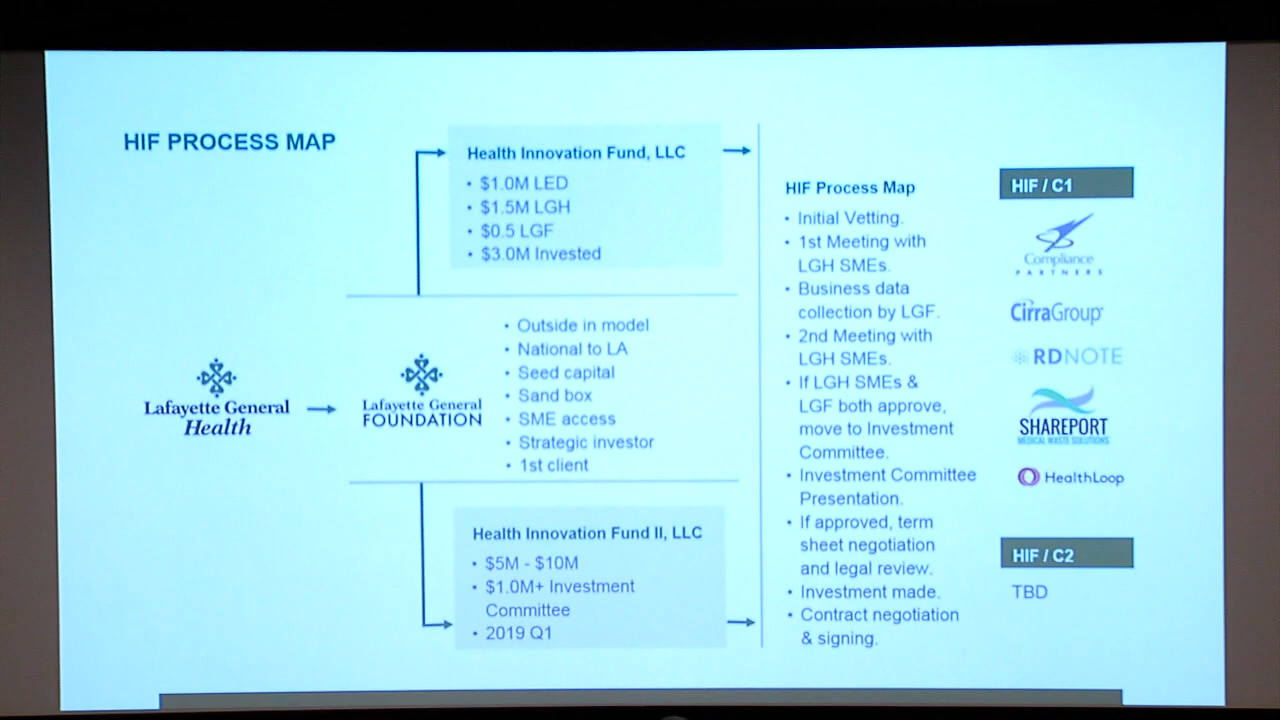 HIF PROCESS MAP
Health Innovation Fund, LLC
• $1.0M LED
• $1.5M LGH
• $0.5 LGF
• $3.0M Invested
Lafayette General
Health
Lafayette General
FOUNDATION
• Outside in model
• National to LA
• Seed capital
• Sand box
• SME access
• Strategic investor
• 1st client
Health Innovation Fund II, LLC
• $5M - $10M
• $1.0M+ Investment
Committee
• 2019 Q1
HIF Process Map
• Initial Vetting.
• 1st Meeting with
LGH SMEs.
• Business data
collection by LGF.
• 2nd Meeting with
LGH SMEs.
• If LGH SMEs &
LGF both approve,
move to Investment
Committee.
• Investment Committee
Presentation.
• If approved, term
sheet negotiation
and legal review.
• Investment made.
• Contract negotiation
& signing.
HIF / C1
Compliance
PARTNERS
CirraGroup
RDNOTE
SHAREPORT
MEDICAL WASTE SOLUTIONS
HealthLoop
HIF / C2
TBD